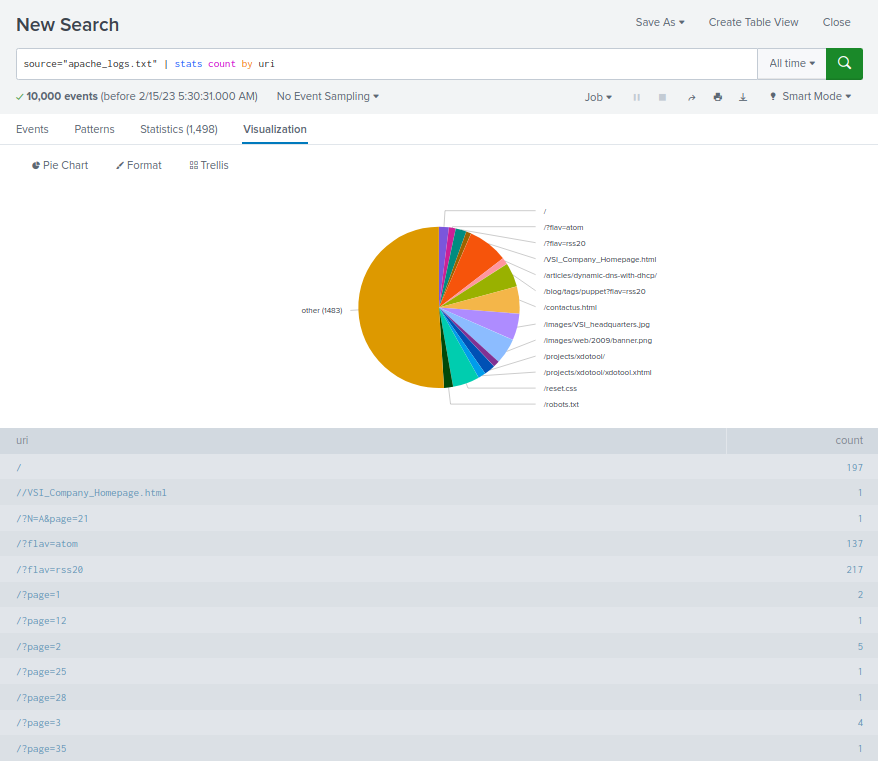 New Search
Save As ▾ Create Table View Close
source="apache_logs.txt" | stats count by uri
All time ▾
✓ 10,000 events (before 2/15/23 5:30:31.000 AM) No Event Sampling ▾
Job ▾ Smart Mode ▾
Events Patterns Statistics (1,498) Visualization
Pie Chart Format Trellis
/
/?flav=atom
/?flav=rss20
/VSI_Company_Homepage.html
/articles/dynamic-dns-with-dhcp/
/blog/tags/puppet?flav=rss20
/contactus.html
other (1483)
/images/VSI_headquarters.jpg
/images/web/2009/banner.png
/projects/xdotool/
/projects/xdotool/xdotool.xhtml
/reset.css
/robots.txt
uri count
/ 197
//VSI_Company_Homepage.html 1
/?N=A&page=21 1
/?flav=atom 137
/?flav=rss20 217
/?page=1 2
/?page=12 1
/?page=2 5
/?page=25 1
/?page=28 1
/?page=3 4
/?page=35 1